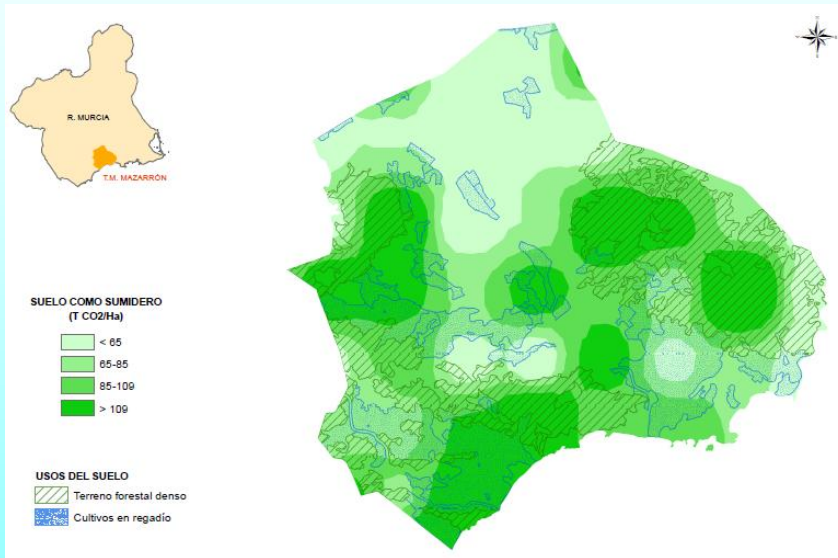 R. MURCIA
T.M. MAZARRÓN
SUELO COMO SUMIDERO
(T CO2/Ha)
< 65
65-85
85-109
> 109
USOS DEL SUELO
Terreno forestal denso
Cultivos en regadío